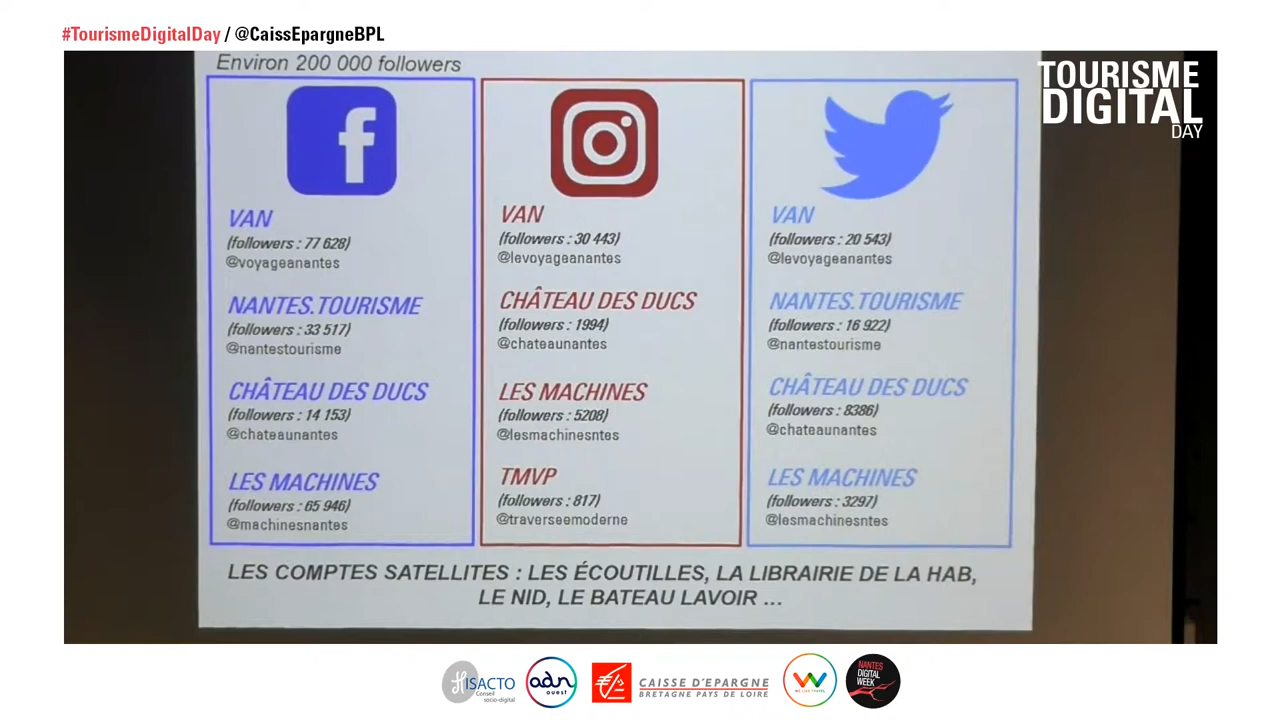 #TourismeDigitalDay / @CaissEpargneBPL
TOURISME
DIGITAL
DAY
Environ 200 000 followers
VAN
(followers : 77 628)
@voyageanantes
NANTES.TOURISME
(followers : 33 517)
@nantestourisme
CHÂTEAU DES DUCS
(followers : 14 153)
@chateaunantes
LES MACHINES
(followers : 65 946)
@machinesnantes
VAN
(followers : 30 443)
@levoyageanantes
CHÂTEAU DES DUCS
(followers : 1994)
@chateaunantes
LES MACHINES
(followers : 5208)
@lesmachinesntes
TMVP
(followers : 817)
@traverseemoderne
VAN
(followers : 20 543)
@levoyageanantes
NANTES.TOURISME
(followers : 16 922)
@nantestourisme
CHÂTEAU DES DUCS
(followers : 8386)
@chateaunantes
LES MACHINES
(followers : 3297)
@lesmachinesntes
LES COMPTES SATELLITES : LES ÉCOUTILLES, LA LIBRAIRIE DE LA HAB,
LE NID, LE BATEAU LAVOIR ...
HISACTO
Conseil
socio-digital
adn
ouest
CAISSE D'EPARGNE
BRETAGNE PAYS DE LOIRE
WE LIKE TRAVEL
NANTES
DIGITAL
WEEK